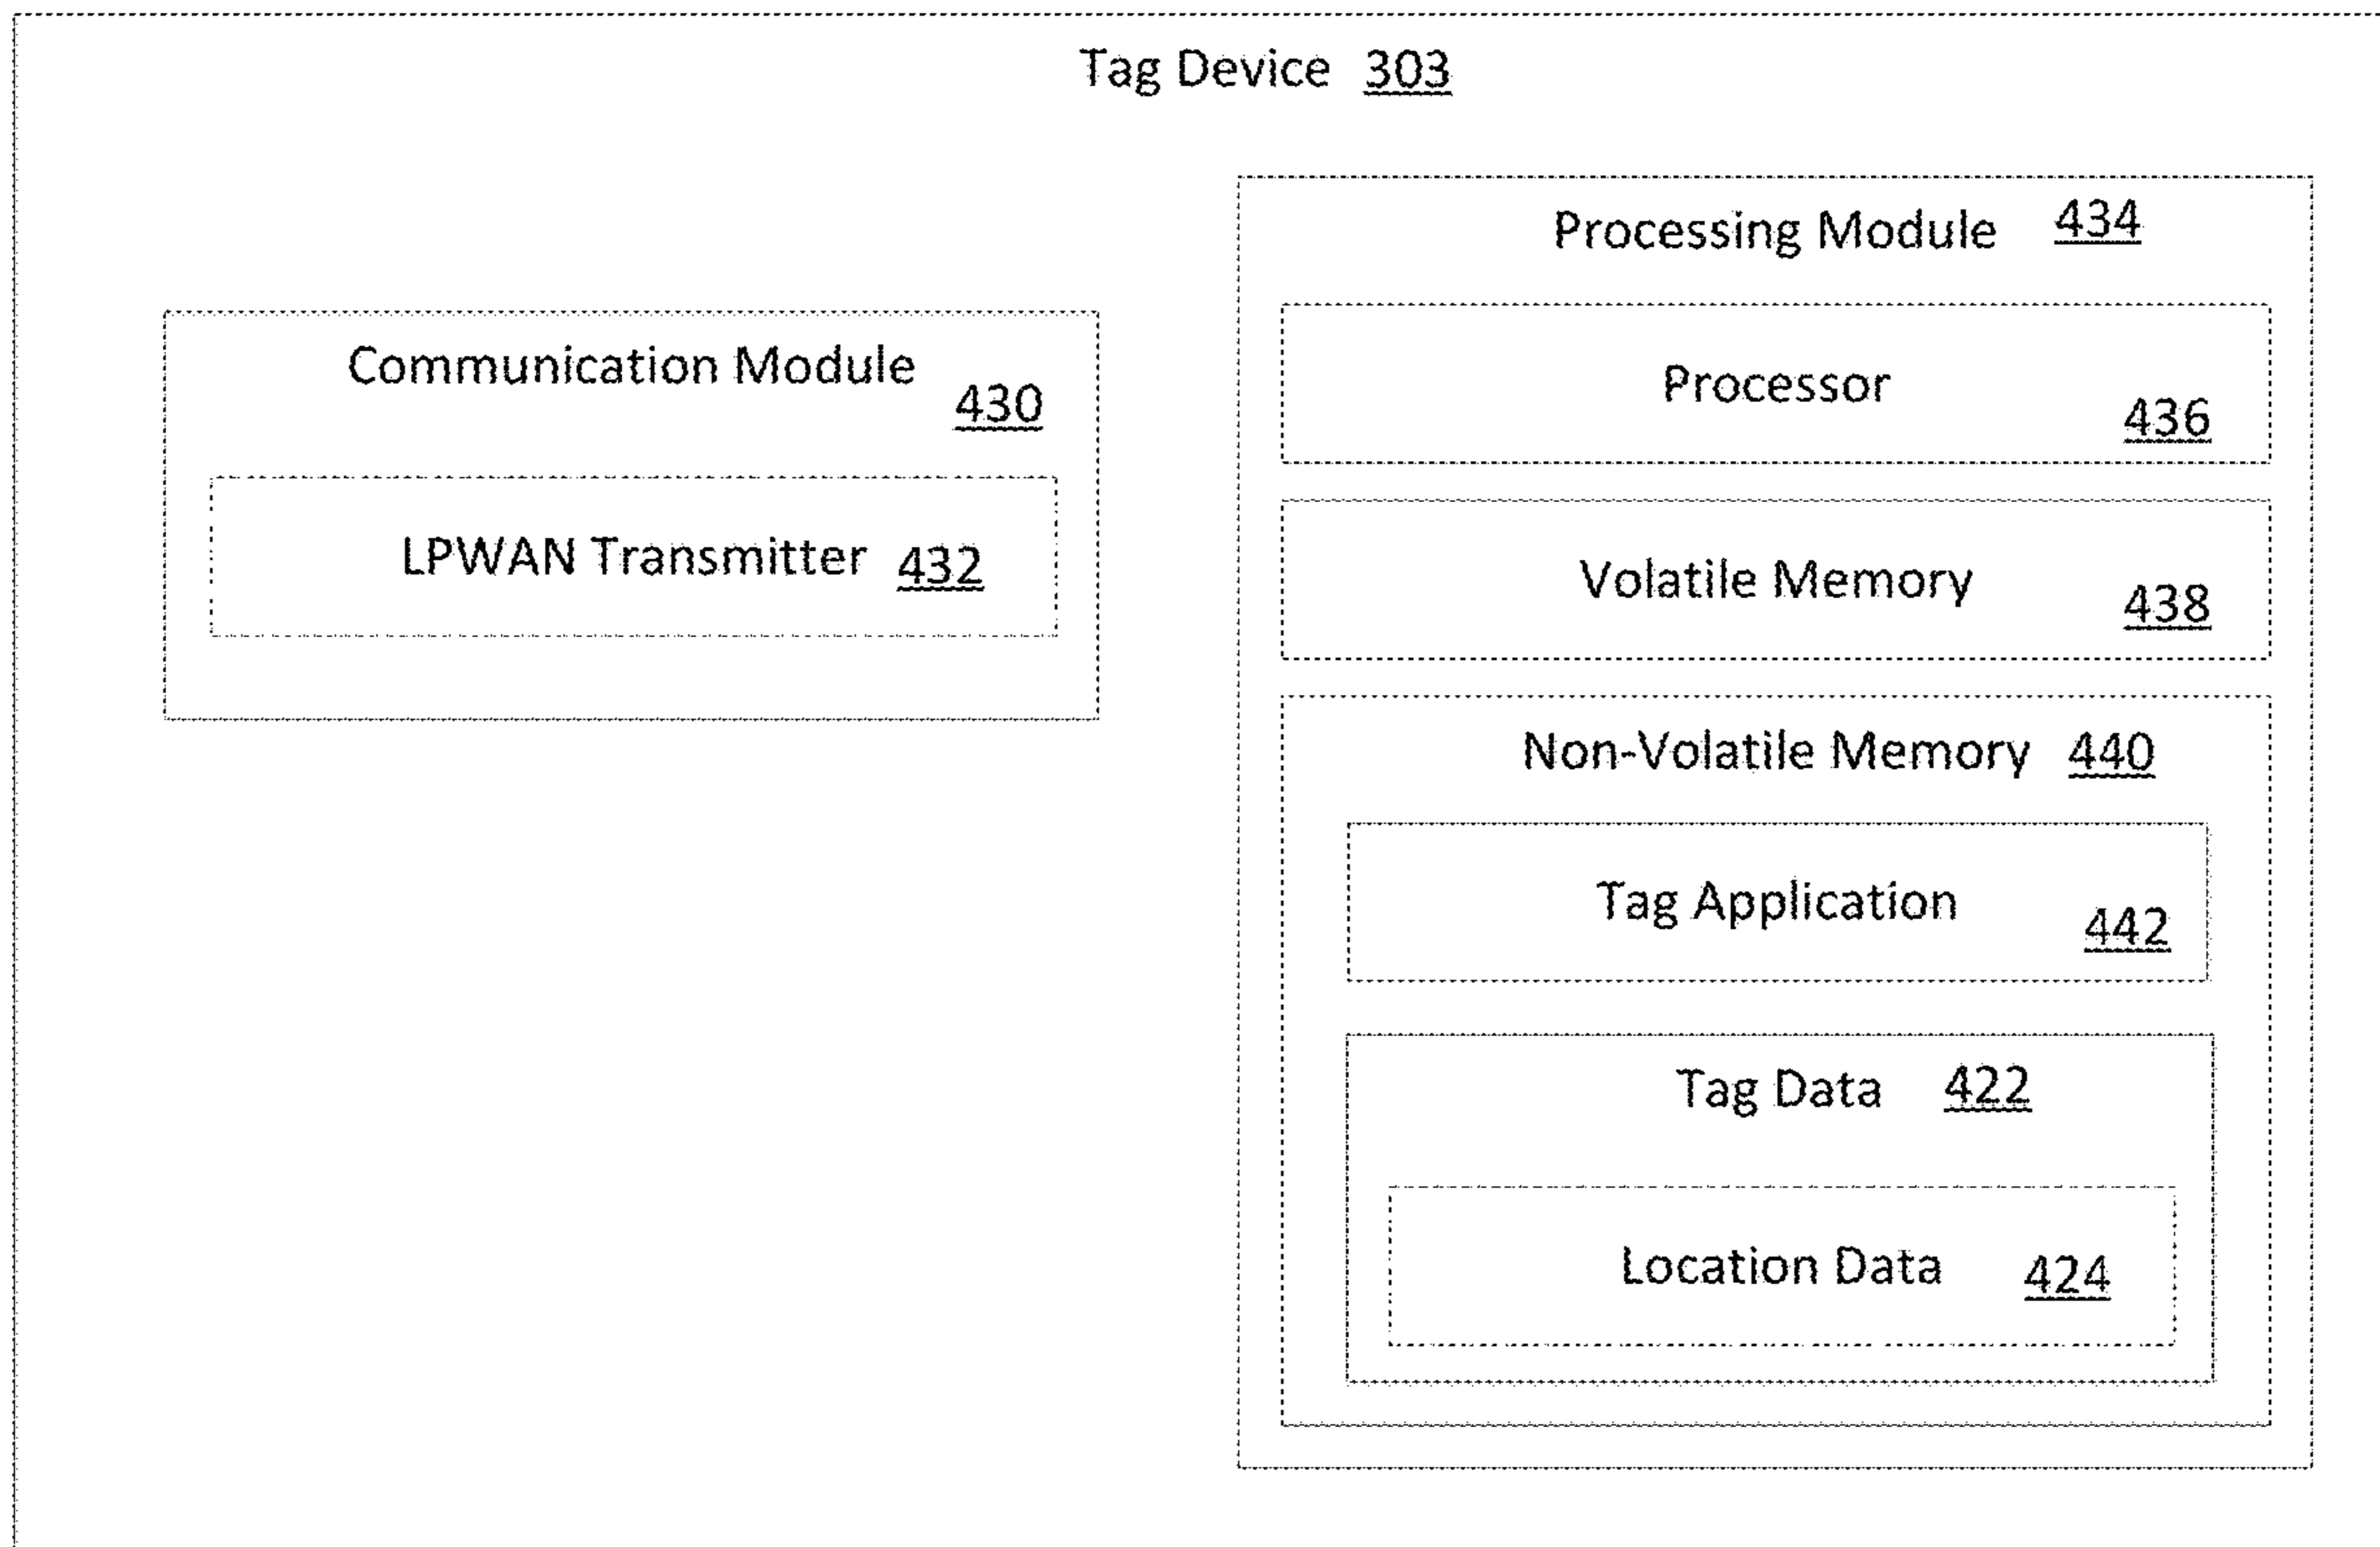 Tag Device 303
Communication Module 430
LPWAN Transmitter 432
Processing Module 434
Processor 436
Volatile Memory 438
Non-Volatile Memory 440
Tag Application 442
Tag Data 422
Location Data 424